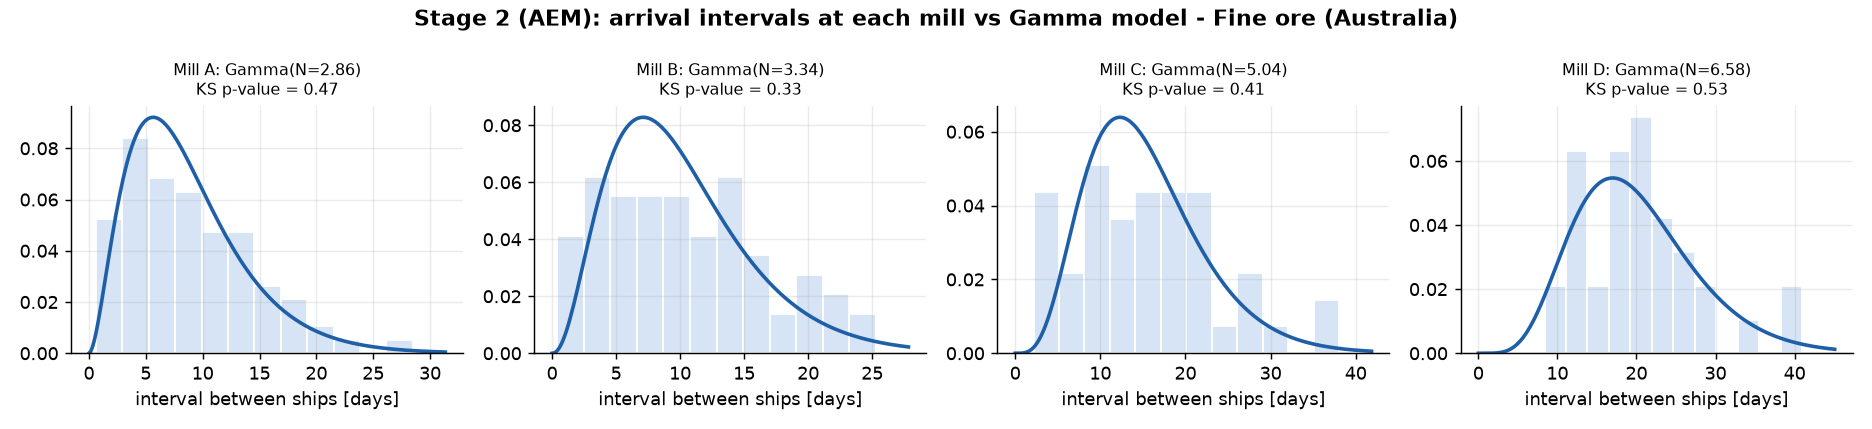 Stage 2 (AEM): arrival intervals at each mill vs Gamma model - Fine ore (Australia)
Mill A: Gamma(N=2.86)
KS p-value = 0.47
0.08
0.06
0.04
0.02
0.00
0 5 10 15 20 25 30
interval between ships [days]
Mill B: Gamma(N=3.34)
KS p-value = 0.33
0.08
0.06
0.04
0.02
0.00
0 5 10 15 20 25
interval between ships [days]
Mill C: Gamma(N=5.04)
KS p-value = 0.41
0.06
0.04
0.02
0.00
0 10 20 30 40
interval between ships [days]
Mill D: Gamma(N=6.58)
KS p-value = 0.53
0.06
0.04
0.02
0.00
0 10 20 30 40
interval between ships [days]